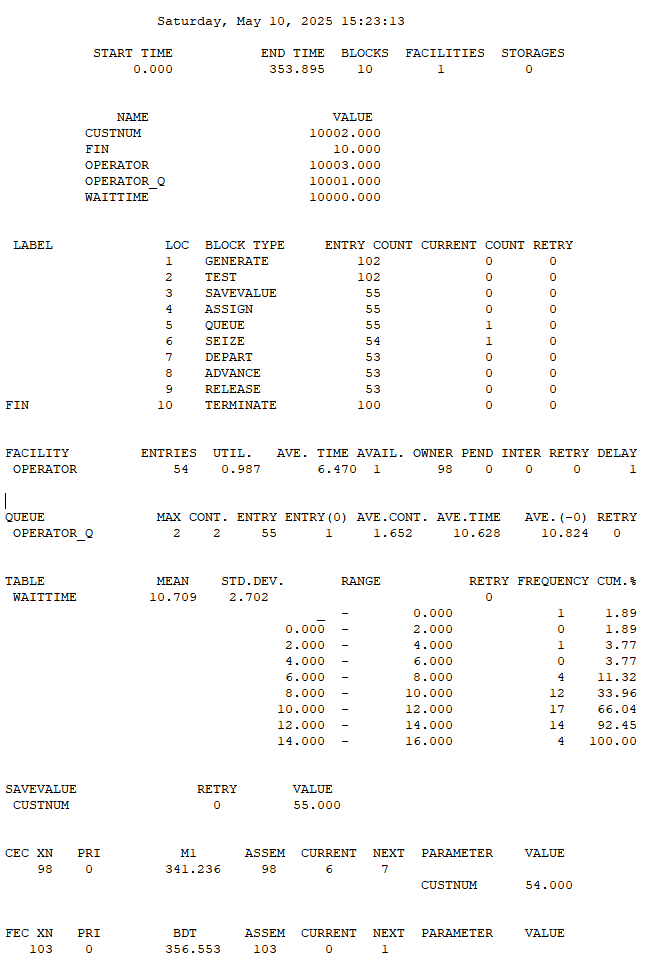 Saturday, May 10, 2025 15:23:13
START TIME END TIME BLOCKS FACILITIES STORAGES
0.000 353.895 10 1 0
NAME VALUE
CUSTNUM 10002.000
FIN 10.000
OPERATOR 10003.000
OPERATOR_Q 10001.000
WAITTIME 10000.000
LABEL LOC BLOCK TYPE ENTRY COUNT CURRENT COUNT RETRY
1 GENERATE 102 0 0
2 TEST 102 0 0
3 SAVEVALUE 55 0 0
4 ASSIGN 55 0 0
5 QUEUE 55 1 0
6 SEIZE 54 1 0
7 DEPART 53 0 0
8 ADVANCE 53 0 0
9 RELEASE 53 0 0
FIN 10 TERMINATE 100 0 0
FACILITY ENTRIES UTIL. AVE. TIME AVAIL. OWNER PEND INTER RETRY DELAY
OPERATOR 54 0.987 6.470 1 98 0 0 0 1
QUEUE MAX CONT. ENTRY ENTRY(0) AVE.CONT. AVE.TIME AVE.(-0) RETRY
OPERATOR_Q 2 2 55 1 1.652 10.628 10.824 0
TABLE MEAN STD.DEV. RANGE RETRY FREQUENCY CUM.%
WAITTIME 10.709 2.702 0
_ - 0.000 1 1.89
0.000 - 2.000 0 1.89
2.000 - 4.000 1 3.77
4.000 - 6.000 0 3.77
6.000 - 8.000 4 11.32
8.000 - 10.000 12 33.96
10.000 - 12.000 17 66.04
12.000 - 14.000 14 92.45
14.000 - 16.000 4 100.00
SAVEVALUE RETRY VALUE
CUSTNUM 0 55.000
CEC XN PRI M1 ASSEM CURRENT NEXT PARAMETER VALUE
98 0 341.236 98 6 7
CUSTNUM 54.000
FEC XN PRI BDT ASSEM CURRENT NEXT PARAMETER VALUE
103 0 356.553 103 0 1